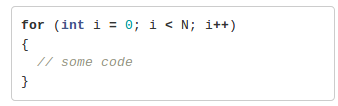 for (int i = 0; i < N; i++)
{
  // some code
}